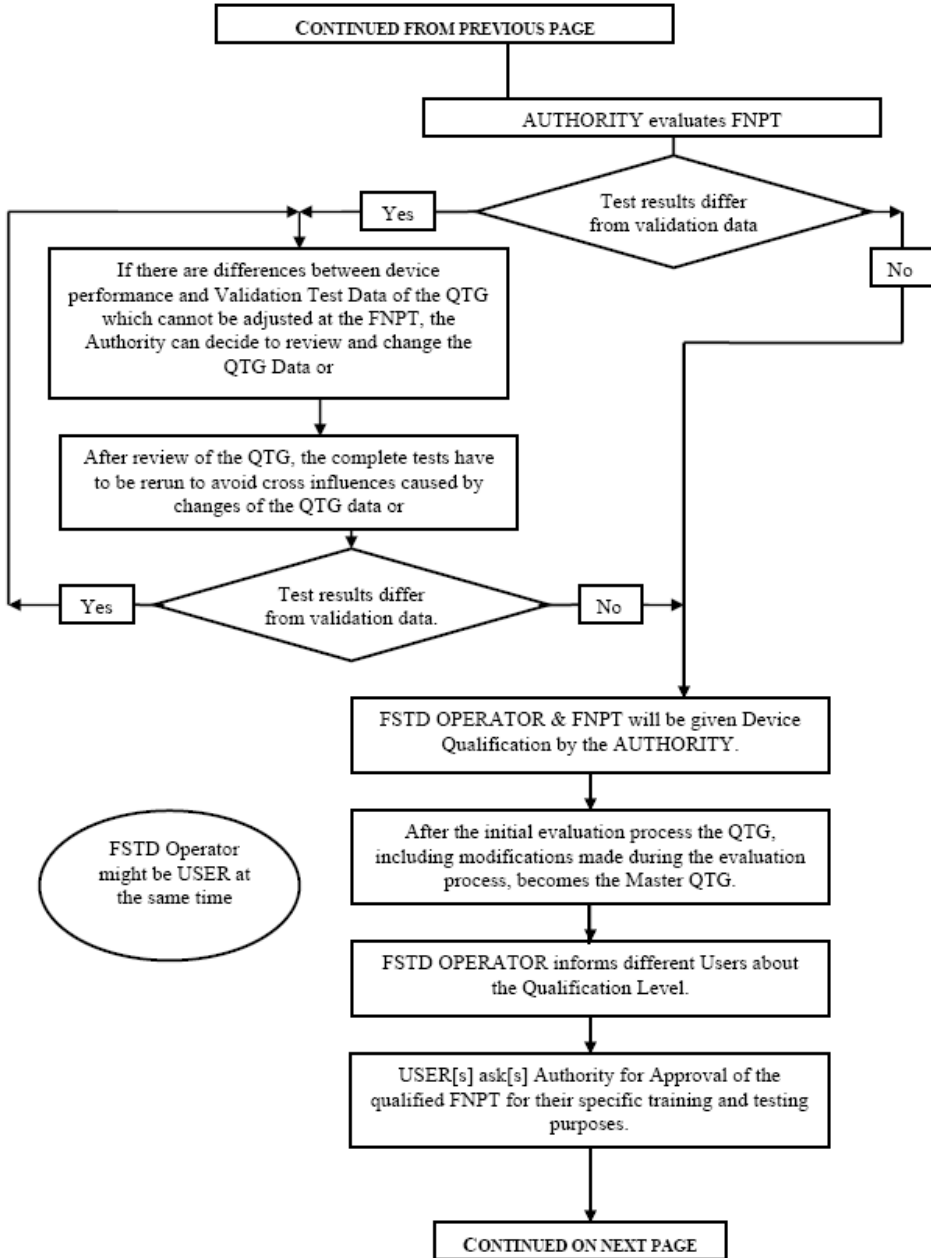 CONTINUED FROM PREVIOUS PAGE
AUTHORITY evaluates FNPT
Test results differ
from validation data
Yes
No
If there are differences between device
performance and Validation Test Data of the QTG
which cannot be adjusted at the FNPT, the
Authority can decide to review and change the
QTG Data or
After review of the QTG, the complete tests have
to be rerun to avoid cross influences caused by
changes of the QTG data or
Yes
Test results differ
from validation data.
No
FSTD OPERATOR & FNPT will be given Device
Qualification by the AUTHORITY.
After the initial evaluation process the QTG,
including modifications made during the evaluation
process, becomes the Master QTG.
FSTD Operator
might be USER at
the same time
FSTD OPERATOR informs different Users about
the Qualification Level.
USER[s] ask[s] Authority for Approval of the
qualified FNPT for their specific training and testing
purposes.
CONTINUED ON NEXT PAGE